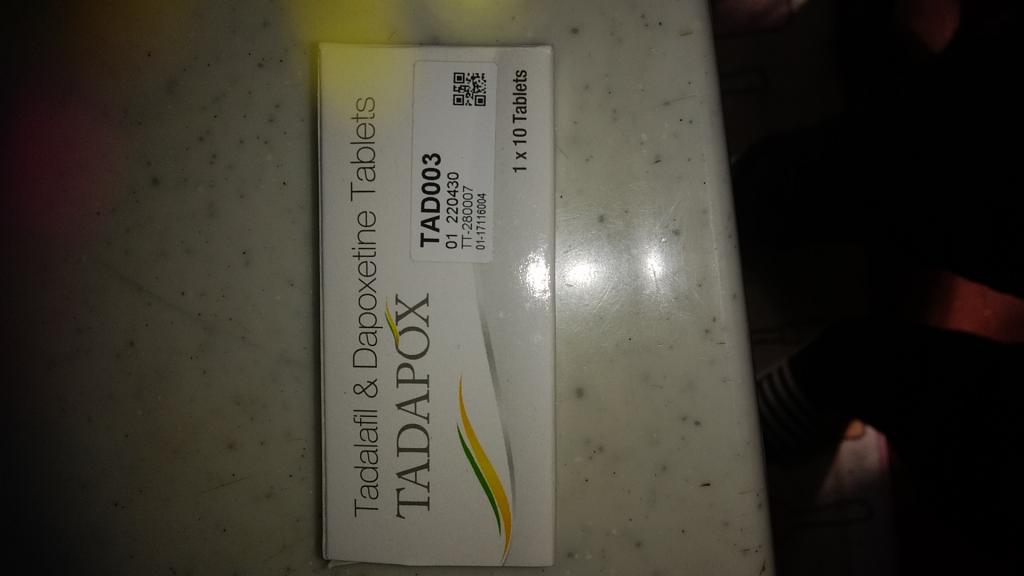 Tadalafil & Dapoxetine Tablets
TADAPOX
TAD003
01 220430
TT-280007
01-17116004
1 x 10 Tablets